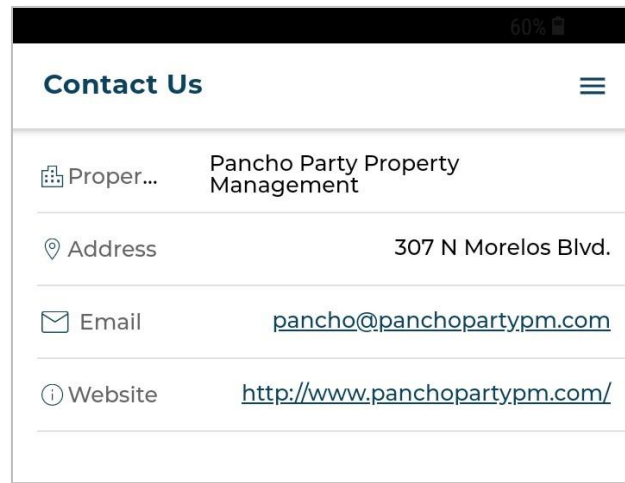 60%
Contact Us
Proper...
Pancho Party Property
Management
Address
307 N Morelos Blvd.
Email
pancho@panchopartypm.com
Website
http://www.panchopartypm.com/